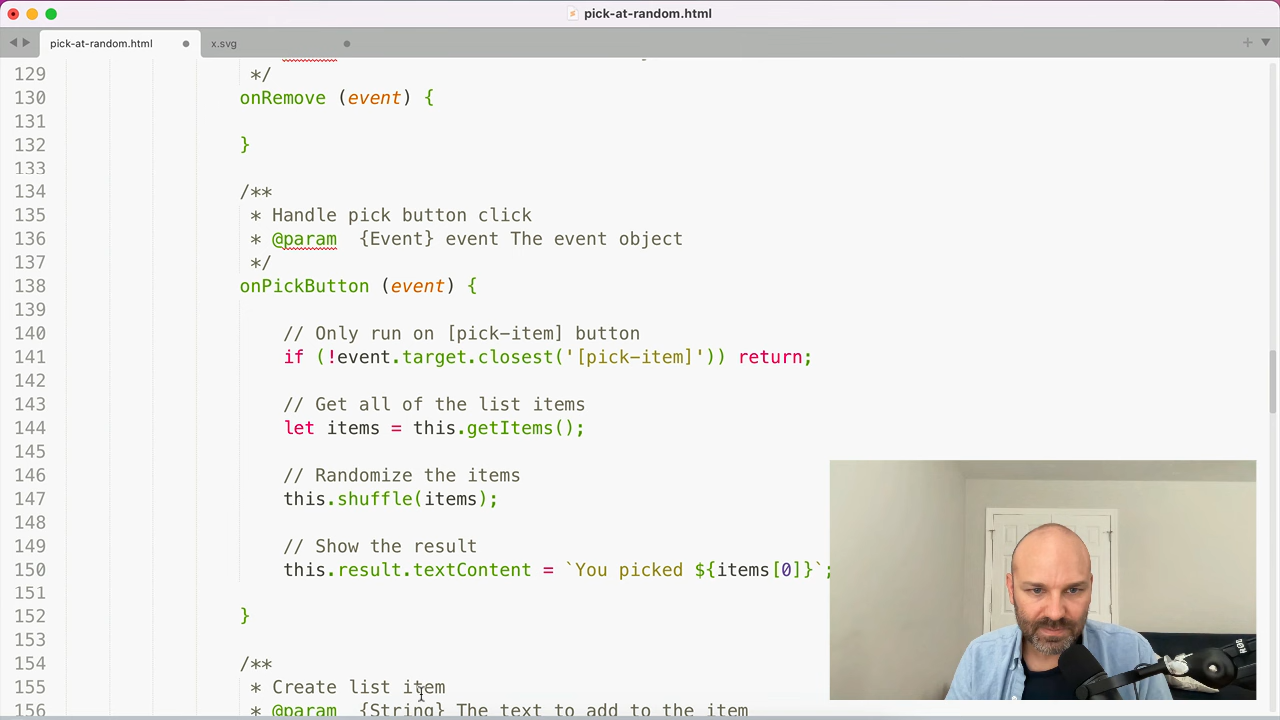 pick-at-random.html
pick-at-random.html
x.svg
129 */
130 onRemove (event) {
131
132 }
133
134 /**
135 * Handle pick button click
136 * @param {Event} event The event object
137 */
138 onPickButton (event) {
139
140 // Only run on [pick-item] button
141 if (!event.target.closest('[pick-item]')) return;
142
143 // Get all of the list items
144 let items = this.getItems();
145
146 // Randomize the items
147 this.shuffle(items);
148
149 // Show the result
150 this.result.textContent = `You picked ${items[0]}`;
151
152 }
153
154 /**
155 * Create list item
156 * @param {String} The text to add to the item
RØDE